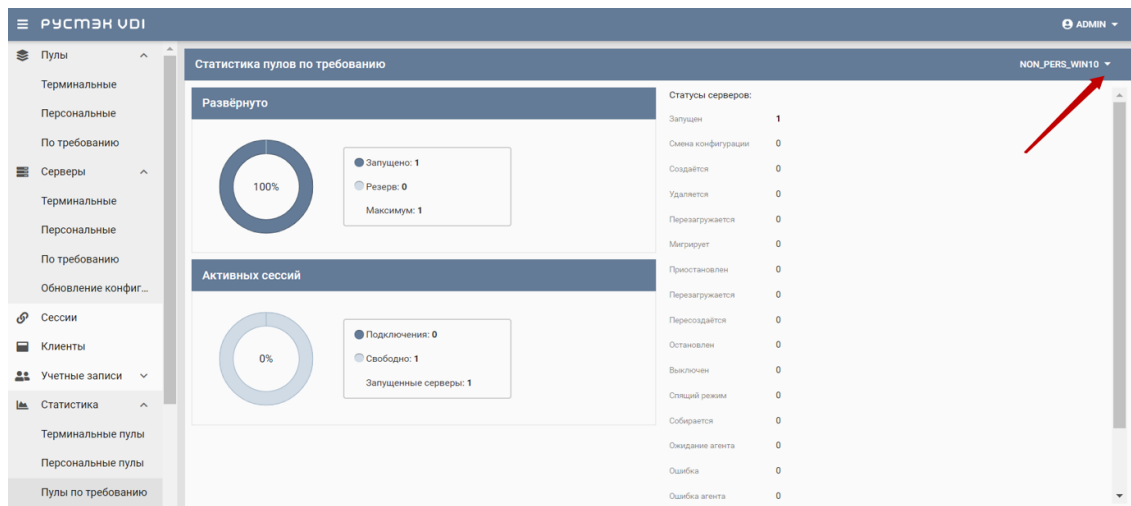 РУСТЭК VDI
ADMIN
Пулы
Терминальные
Персональные
По требованию
Серверы
Терминальные
Персональные
По требованию
Обновление конфиг...
Сессии
Клиенты
Учетные записи
Статистика
Терминальные пулы
Персональные пулы
Пулы по требованию
Статистика пулов по требованию
NON_PERS_WIN10
Развёрнуто
100%
Запущено: 1
Резерв: 0
Максимум: 1
Активных сессий
0%
Подключения: 0
Свободно: 1
Запущенные серверы: 1
Статусы серверов:
Запущен 1
Смена конфигурации 0
Создаётся 0
Удаляется 0
Перезагружается 0
Мигрирует 0
Приостановлен 0
Перезагружается 0
Пересоздаётся 0
Остановлен 0
Выключен 0
Спящий режим 0
Собирается 0
Ожидание агента 0
Ошибка 0
Ошибка агента 0